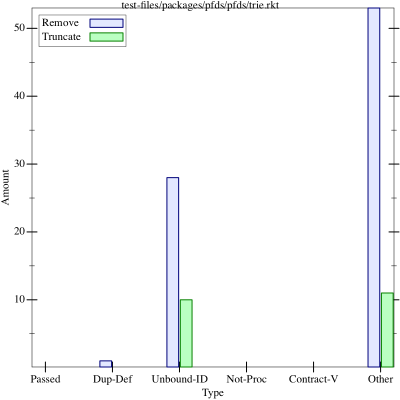 test-files/packages/pfds/pfds/trie.rkt
Remove
Truncate
50
40
30
20
10
Amount
Passed Dup-Def Unbound-ID Not-Proc Contract-V Other
Type